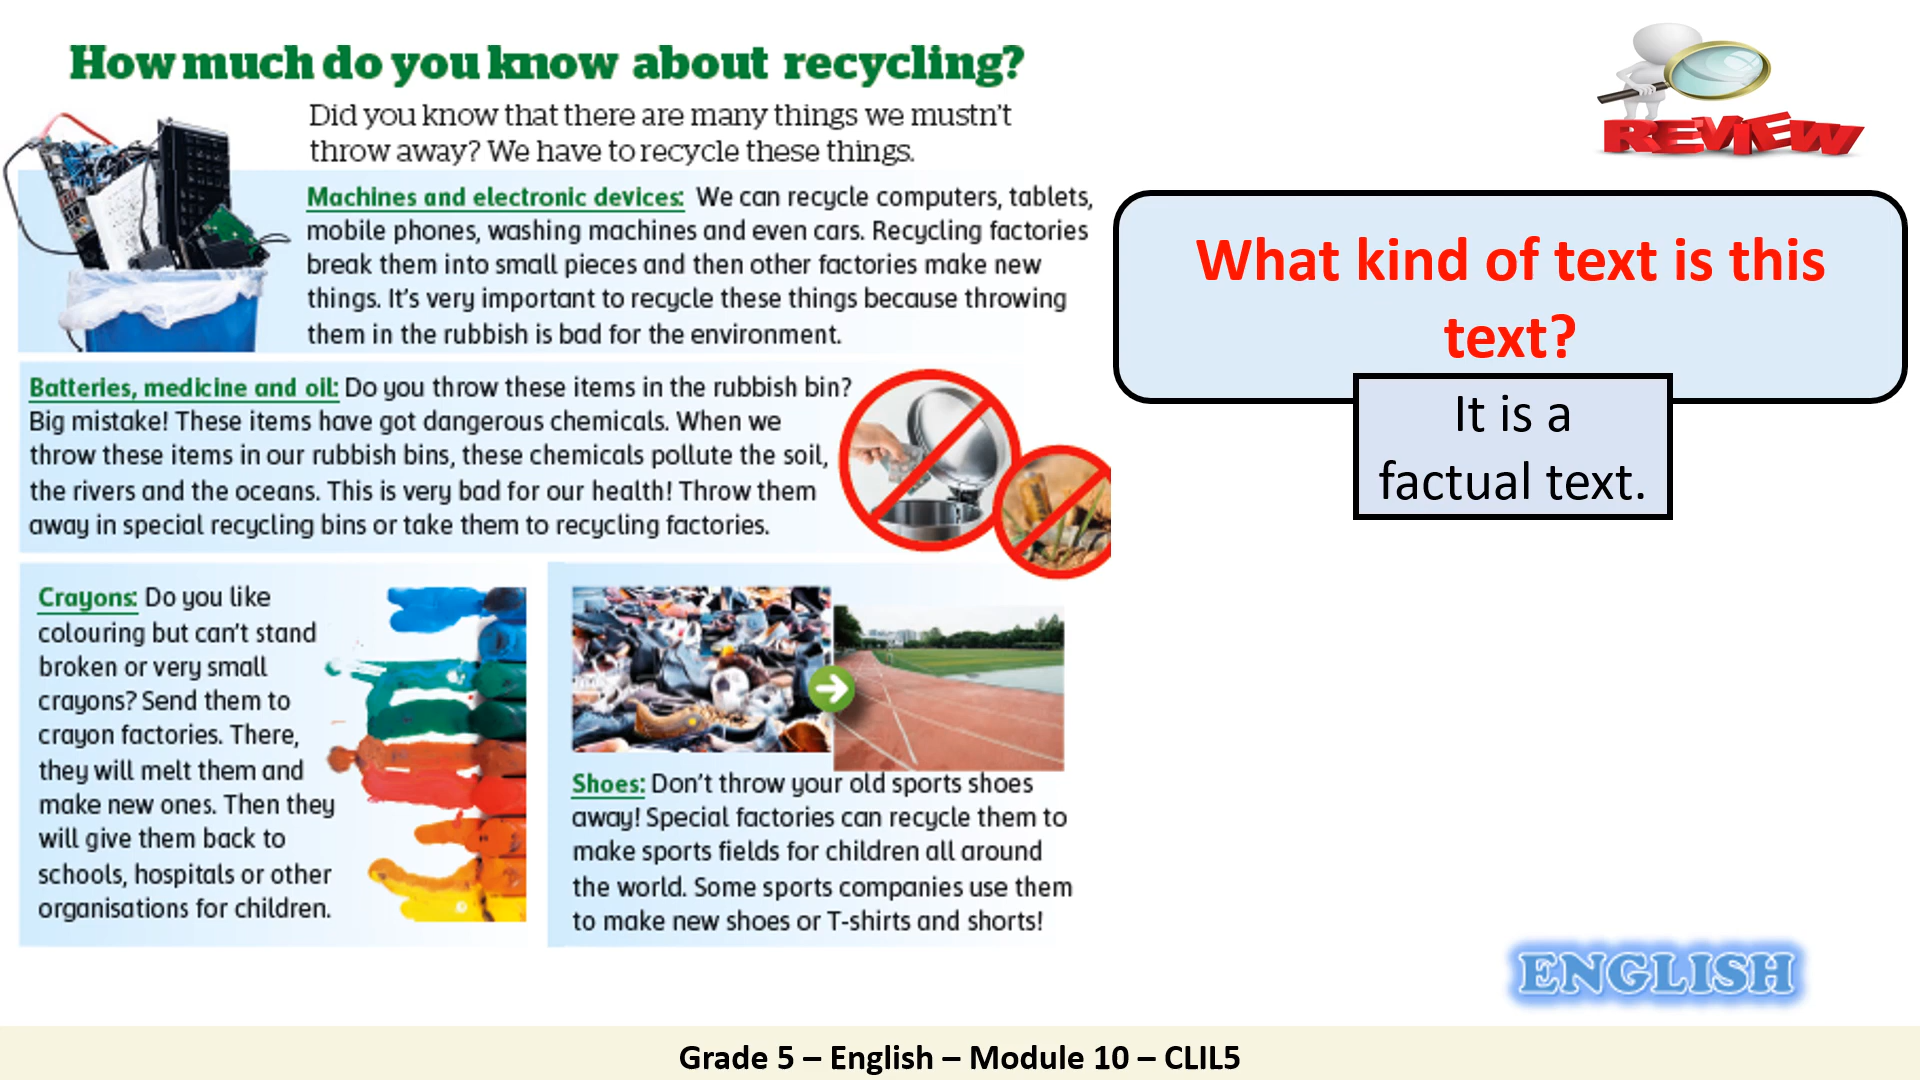 How much do you know about recycling?
Did you know that there are many things we mustn't
throw away? We have to recycle these things.
Machines and electronic devices: We can recycle computers, tablets,
mobile phones, washing machines and even cars. Recycling factories
break them into small pieces and then other factories make new
things. It's very important to recycle these things because throwing
them in the rubbish is bad for the environment.
Batteries, medicine and oil: Do you throw these items in the rubbish bin?
Big mistake! These items have got dangerous chemicals. When we
throw these items in our rubbish bins, these chemicals pollute the soil,
the rivers and the oceans. This is very bad for our health! Throw them
away in special recycling bins or take them to recycling factories.
Crayons: Do you like
colouring but can't stand
broken or very small
crayons? Send them to
crayon factories. There,
they will melt them and
make new ones. Then they
will give them back to
schools, hospitals or other
organisations for children.
Shoes: Don't throw your old sports shoes
away! Special factories can recycle them to
make sports fields for children all around
the world. Some sports companies use them
to make new shoes or T-shirts and shorts!
REVIEW
What kind of text is this
text?
It is a
factual text.
ENGLISH
Grade 5 – English – Module 10 – CLIL5